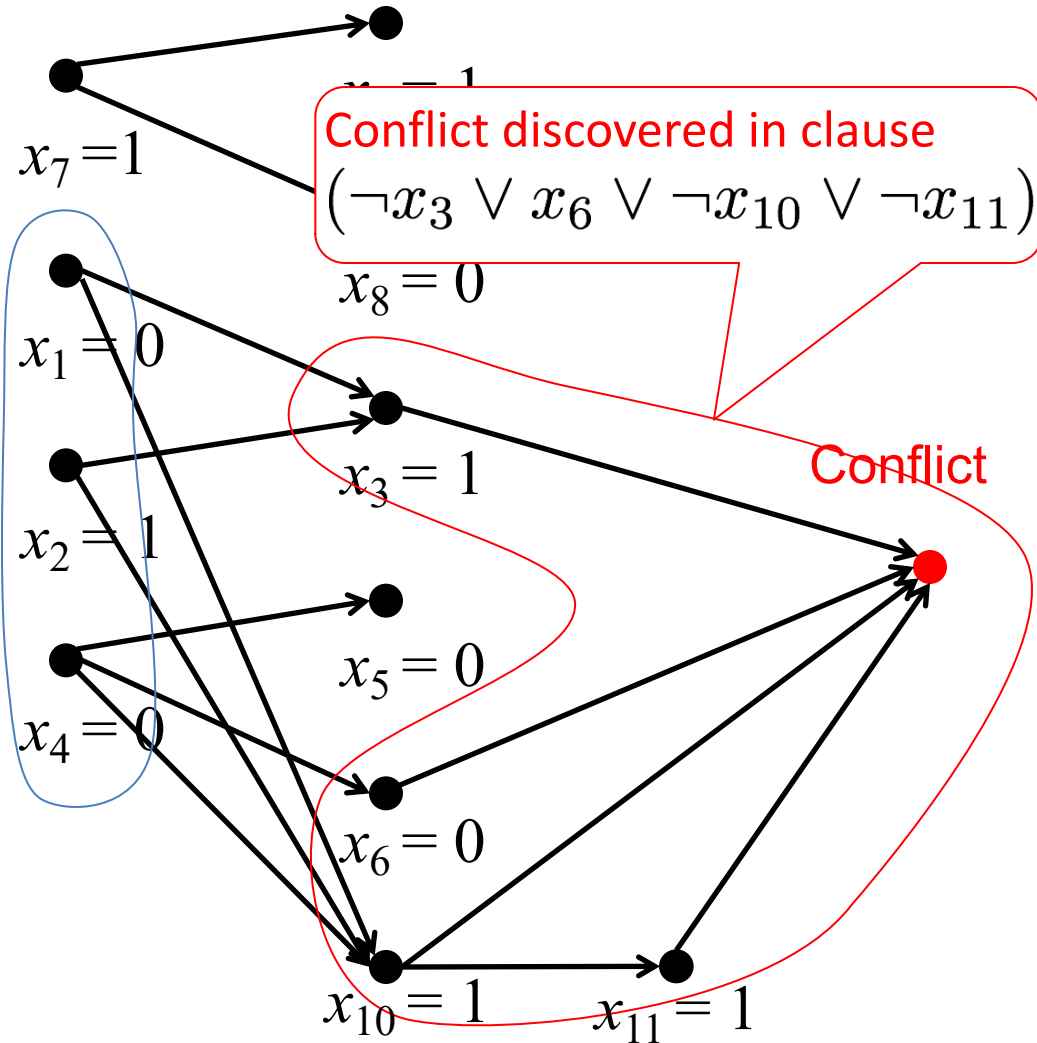 x₇ =1
Conflict discovered in clause
(¬x₃ ∨ x₆ ∨ ¬x₁₀ ∨ ¬x₁₁)
x₈ = 0
x₁ = 0
x₃ = 1
Conflict
x₂ = 1
x₅ = 0
x₄ = 0
x₆ = 0
x₁₀ = 1
x₁₁ = 1